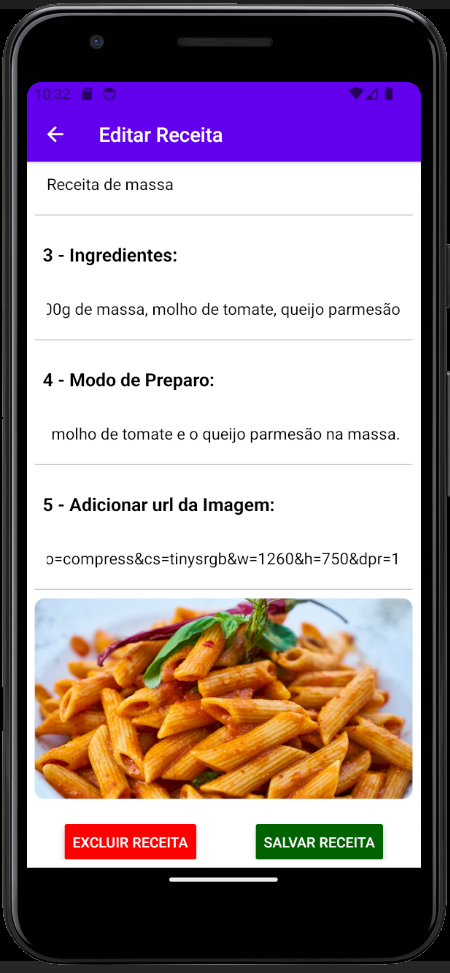 10:32
Editar Receita
Receita de massa
3 - Ingredientes:
00g de massa, molho de tomate, queijo parmesão
4 - Modo de Preparo:
molho de tomate e o queijo parmesão na massa.
5 - Adicionar url da Imagem:
o=compress&cs=tinysrgb&w=1260&h=750&dpr=1
EXCLUIR RECEITA
SALVAR RECEITA